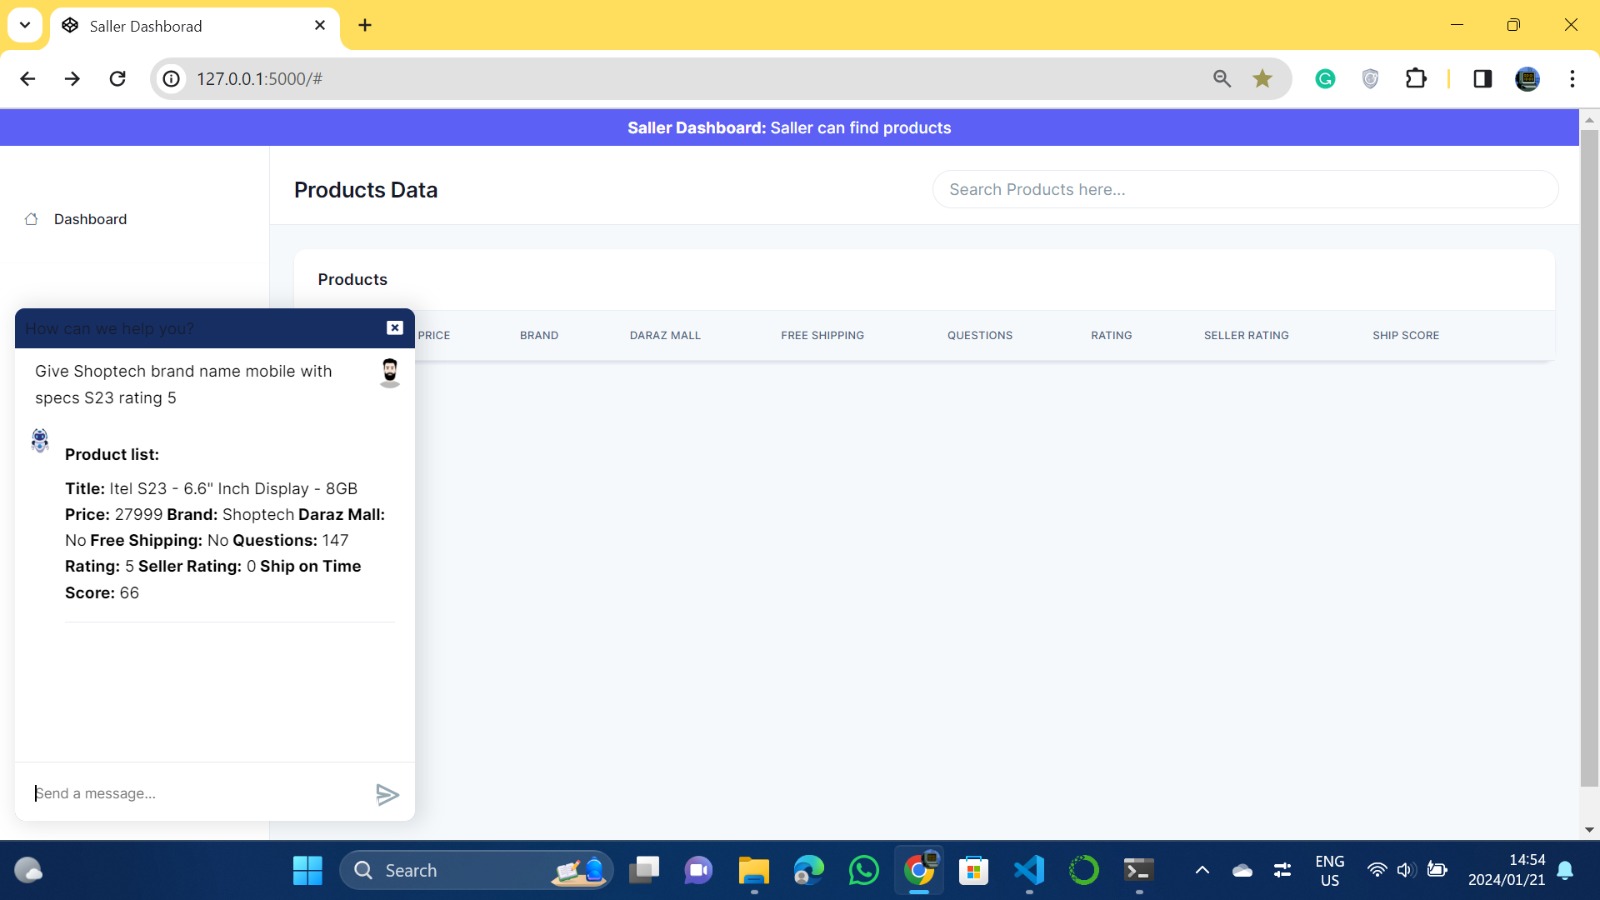 Saller Dashborad
127.0.0.1:5000/#
Saller Dashboard: Saller can find products
Products Data
Search Products here...
Dashboard
Products
PRICE BRAND DARAZ MALL FREE SHIPPING QUESTIONS RATING SELLER RATING SHIP SCORE
How can we help you?
Give Shoptech brand name mobile with
specs S23 rating 5
Product list:
Title: Itel S23 - 6.6" Inch Display - 8GB
Price: 27999 Brand: Shoptech Daraz Mall:
No Free Shipping: No Questions: 147
Rating: 5 Seller Rating: 0 Ship on Time
Score: 66
Send a message...
Search
ENG
US
14:54
2024/01/21